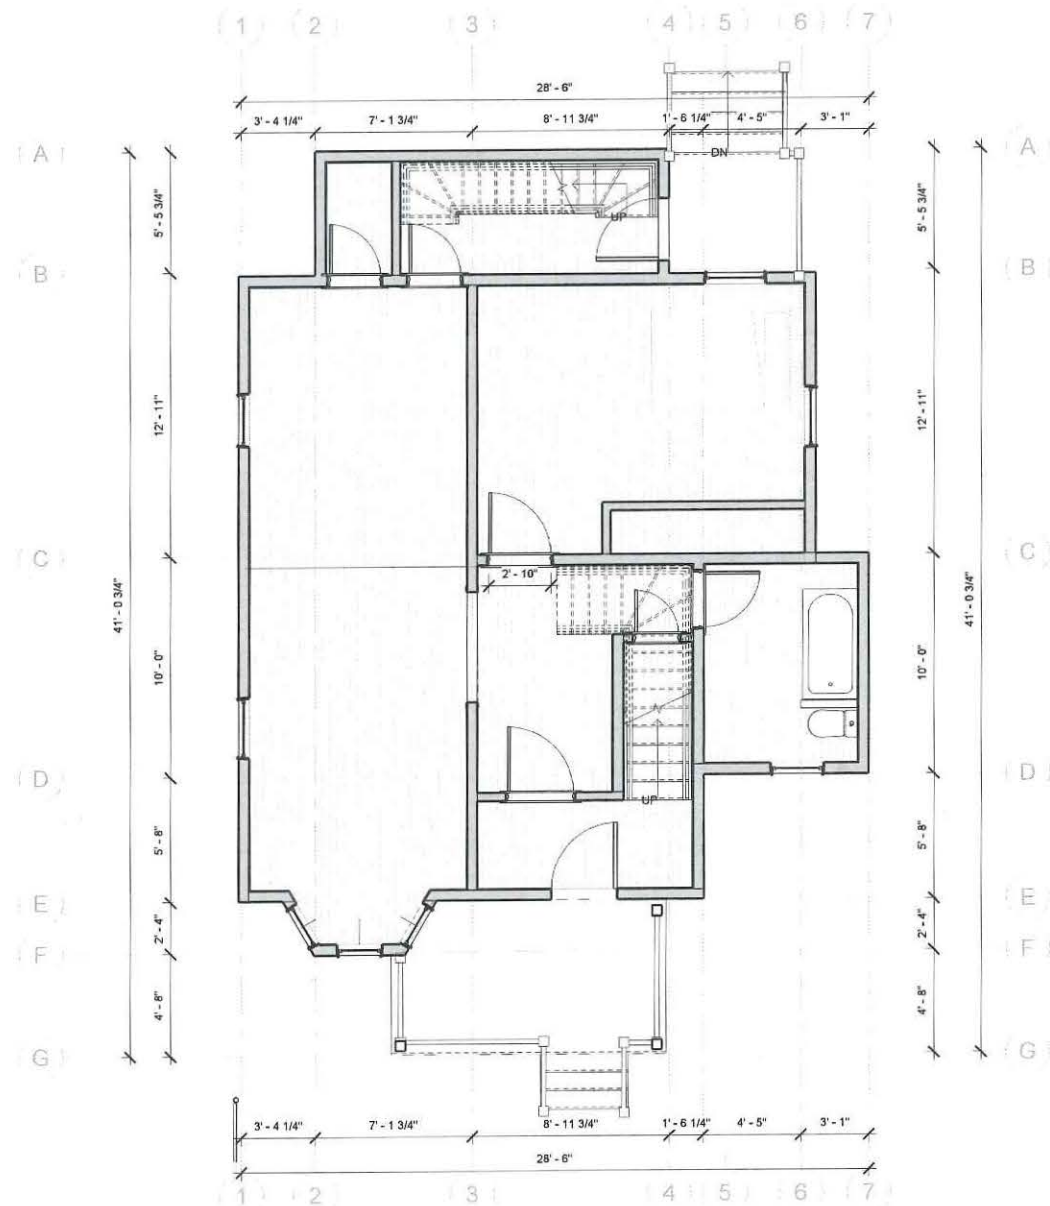 1 2 3 4 5 6 7
28' - 6"
3' - 4 1/4" 7' - 1 3/4" 8' - 11 3/4" 1' - 6 1/4" 4' - 5" 3' - 1"
A A
DN
5' - 5 3/4" 5' - 5 3/4"
UP
B B
12' - 11" 12' - 11"
C C
2' - 10"
41' - 0 3/4" 41' - 0 3/4"
10' - 0" 10' - 0"
D D
UP
5' - 8" 5' - 8"
E E
2' - 4" 2' - 4"
F F
4' - 8" 4' - 8"
G G
3' - 4 1/4" 7' - 1 3/4" 8' - 11 3/4" 1' - 6 1/4" 4' - 5" 3' - 1"
28' - 6"
1 2 3 4 5 6 7